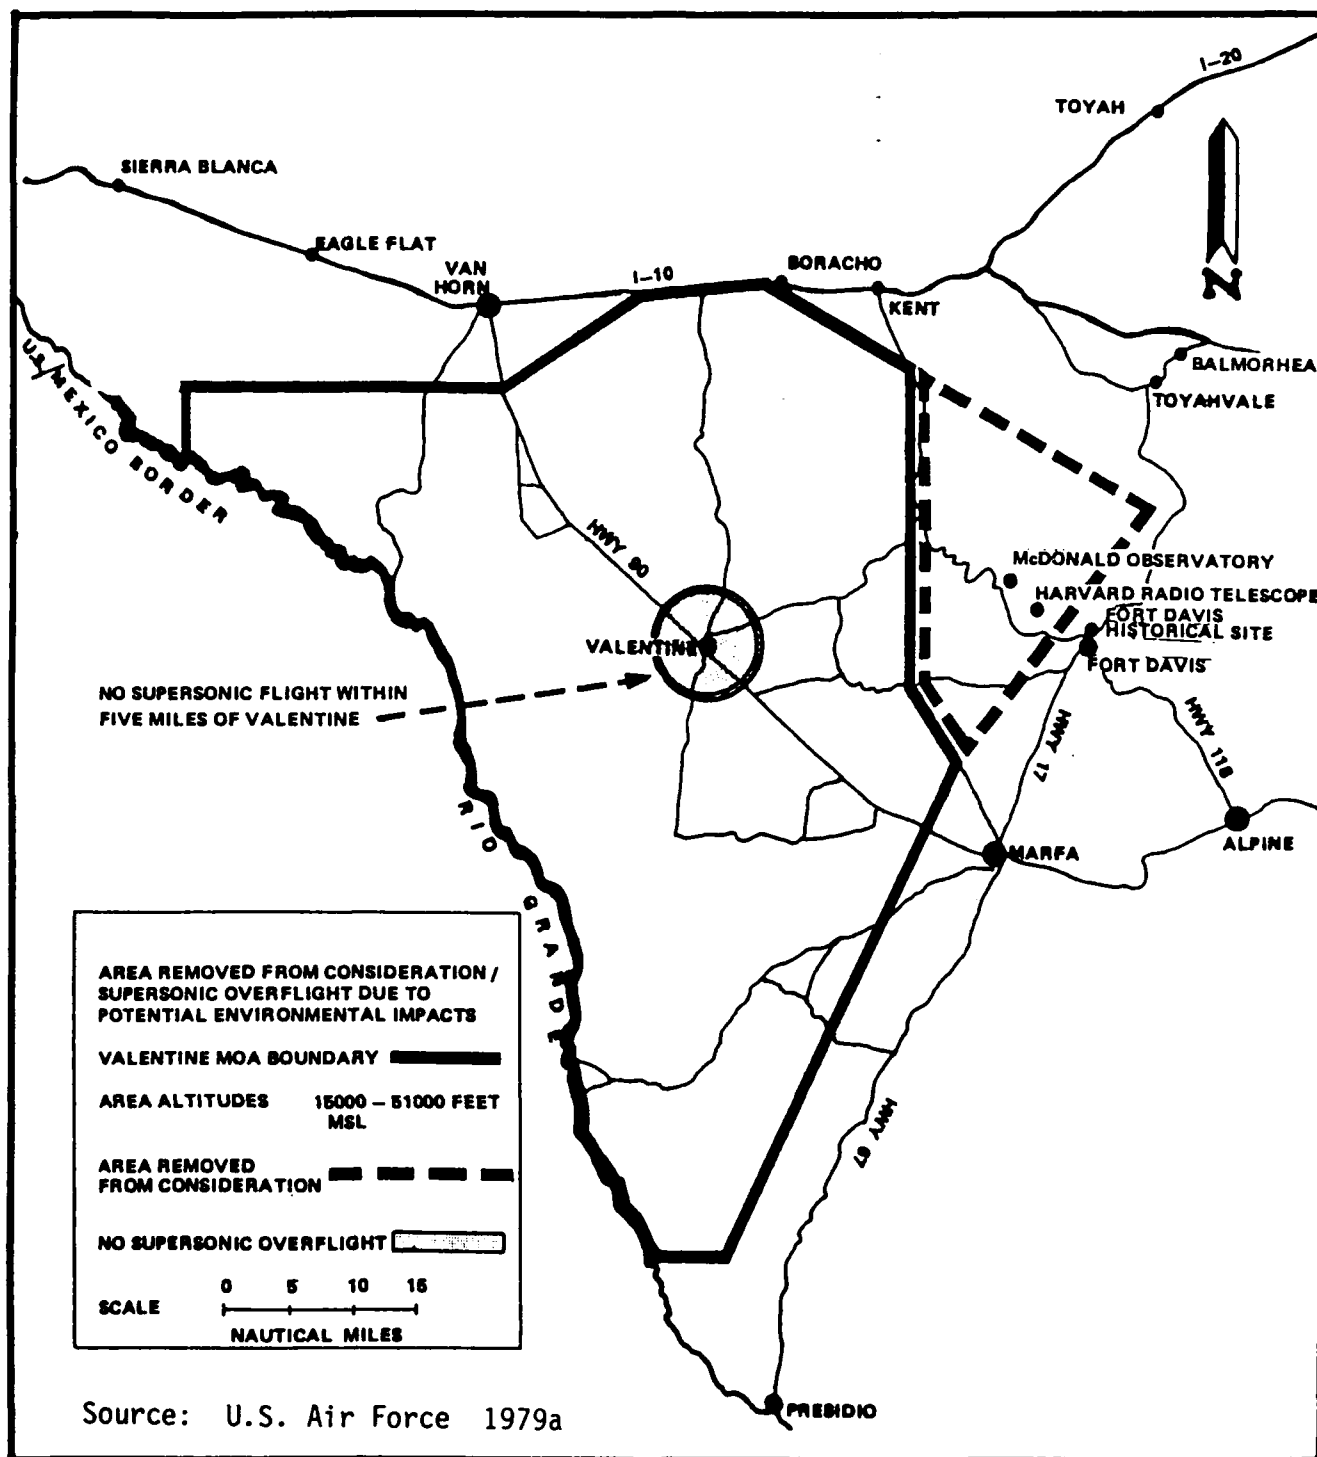 I-20
TOYAH
SIERRA BLANCA
EAGLE FLAT
VAN
HORN
I-10
BORACHO
KENT
N
BALMORHEA
TOYAHVALE
U.S./MEXICO BORDER
HWY 90
McDONALD OBSERVATORY
HARVARD RADIO TELESCOPE
FORT DAVIS
HISTORICAL SITE
FORT DAVIS
VALENTINE
NO SUPERSONIC FLIGHT WITHIN
FIVE MILES OF VALENTINE
HWY 17
HWY 118
RIO GRANDE
MARFA
ALPINE
HWY 67
AREA REMOVED FROM CONSIDERATION /
SUPERSONIC OVERFLIGHT DUE TO
POTENTIAL ENVIRONMENTAL IMPACTS
VALENTINE MOA BOUNDARY
AREA ALTITUDES 15000 – 51000 FEET
MSL
AREA REMOVED
FROM CONSIDERATION
NO SUPERSONIC OVERFLIGHT
0 5 10 15
SCALE
NAUTICAL MILES
PRESIDIO
Source: U.S. Air Force 1979a